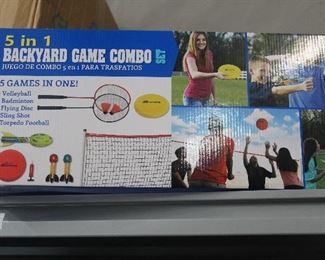 5 in 1
BACKYARD GAME COMBO SET
JUEGO DE COMBO 5 en 1 PARA TRASPATIOS
5 GAMES IN ONE!
Volleyball
Badminton
Flying Disc
Sling Shot
Torpedo Football